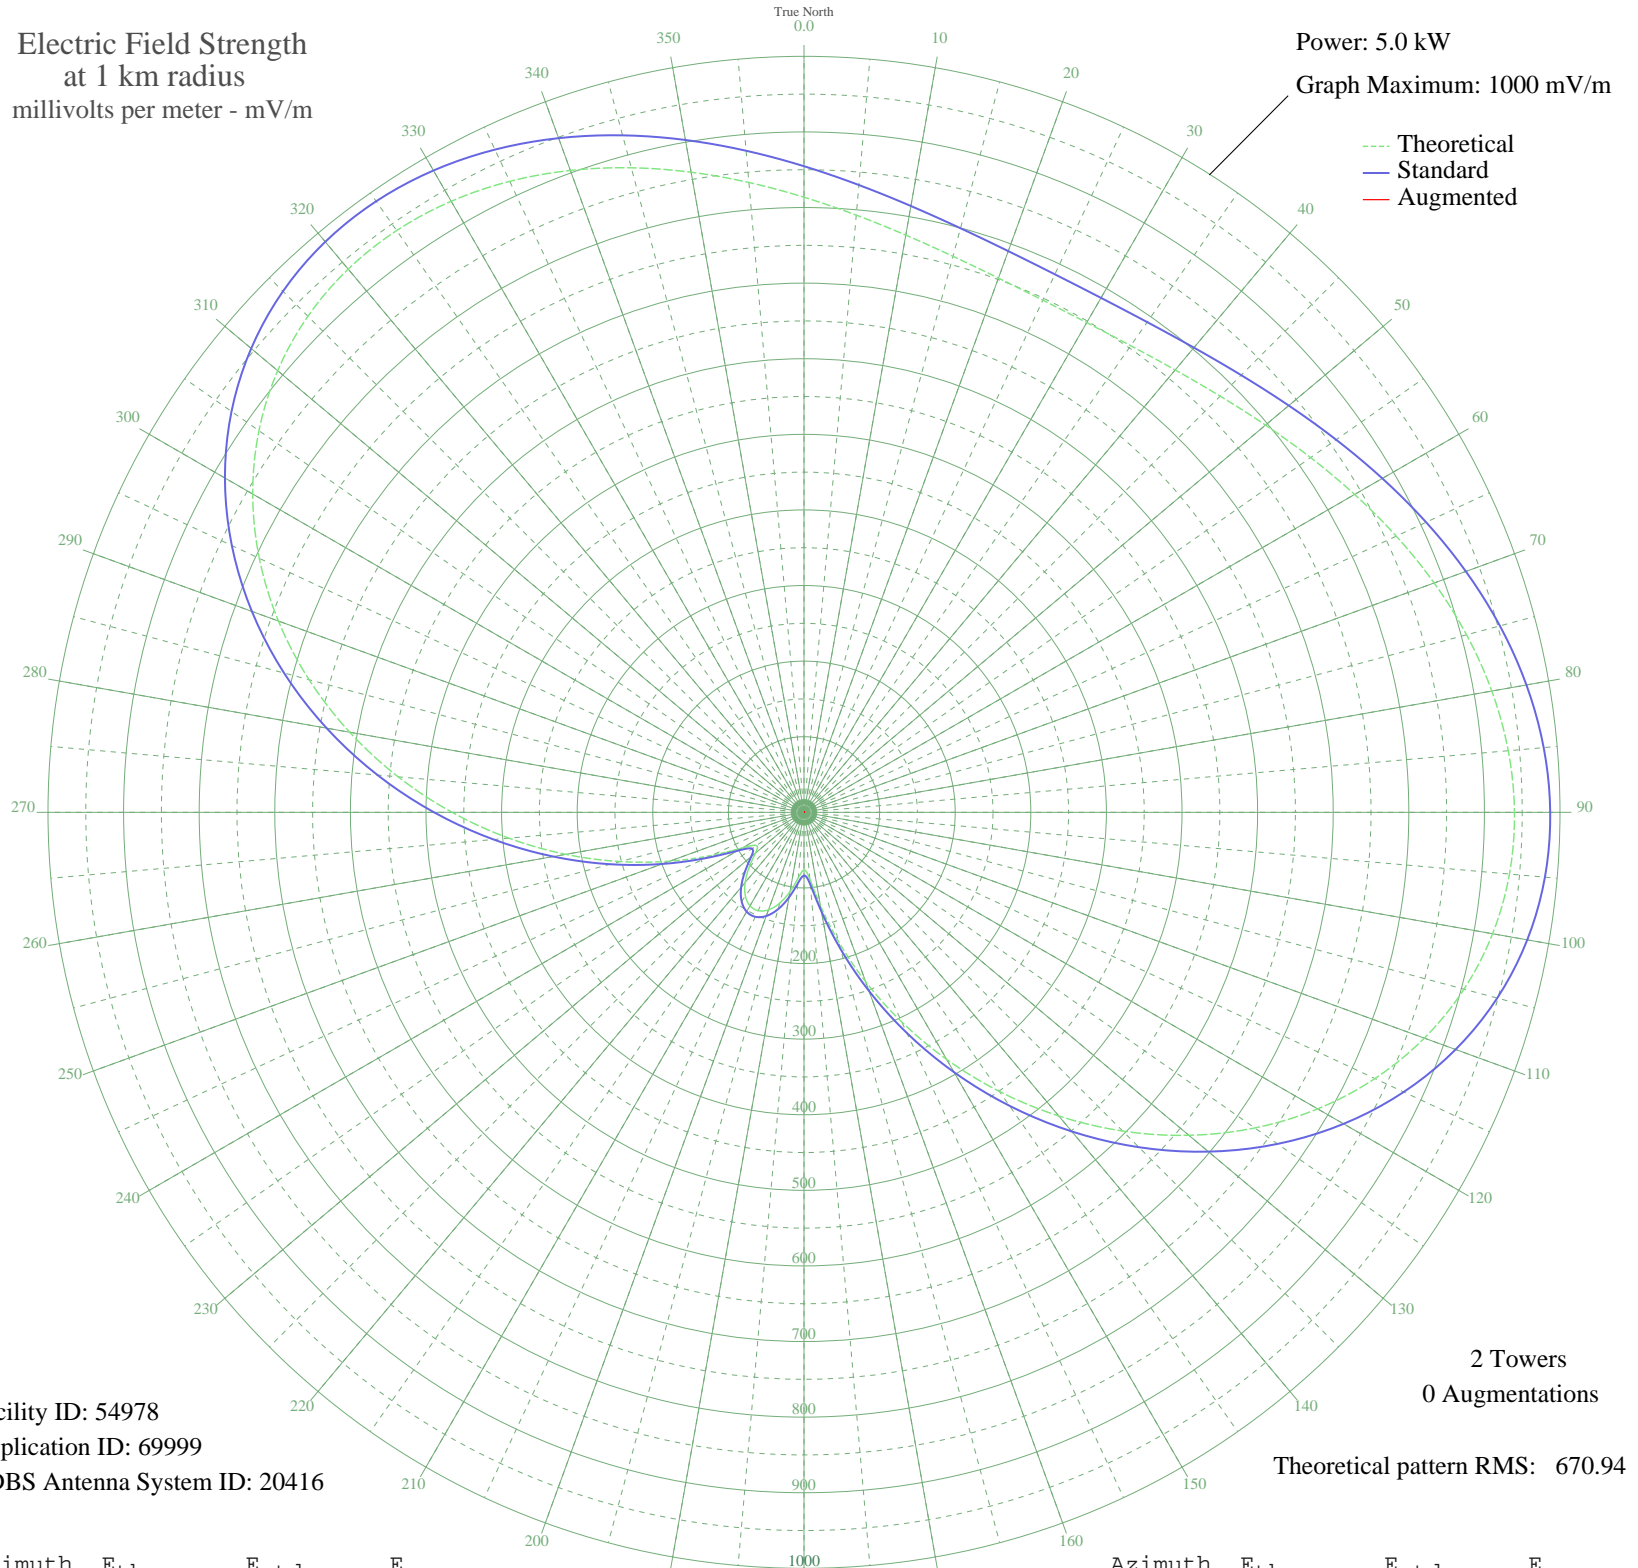 True North
Electric Field Strength
at 1 km radius
millivolts per meter - mV/m
Power: 5.0 kW
Graph Maximum: 1000 mV/m
Theoretical
Standard
Augmented
0.0
10
20
30
40
50
60
70
80
90
100
110
120
130
140
150
160
200
210
220
230
240
250
260
270
280
290
300
310
320
330
340
350
200
300
400
500
600
700
800
900
1000
2 Towers
0 Augmentations
Theoretical pattern RMS: 670.94
cility ID: 54978
plication ID: 69999
DBS Antenna System ID: 20416
imuth E E E
Azimuth E E E